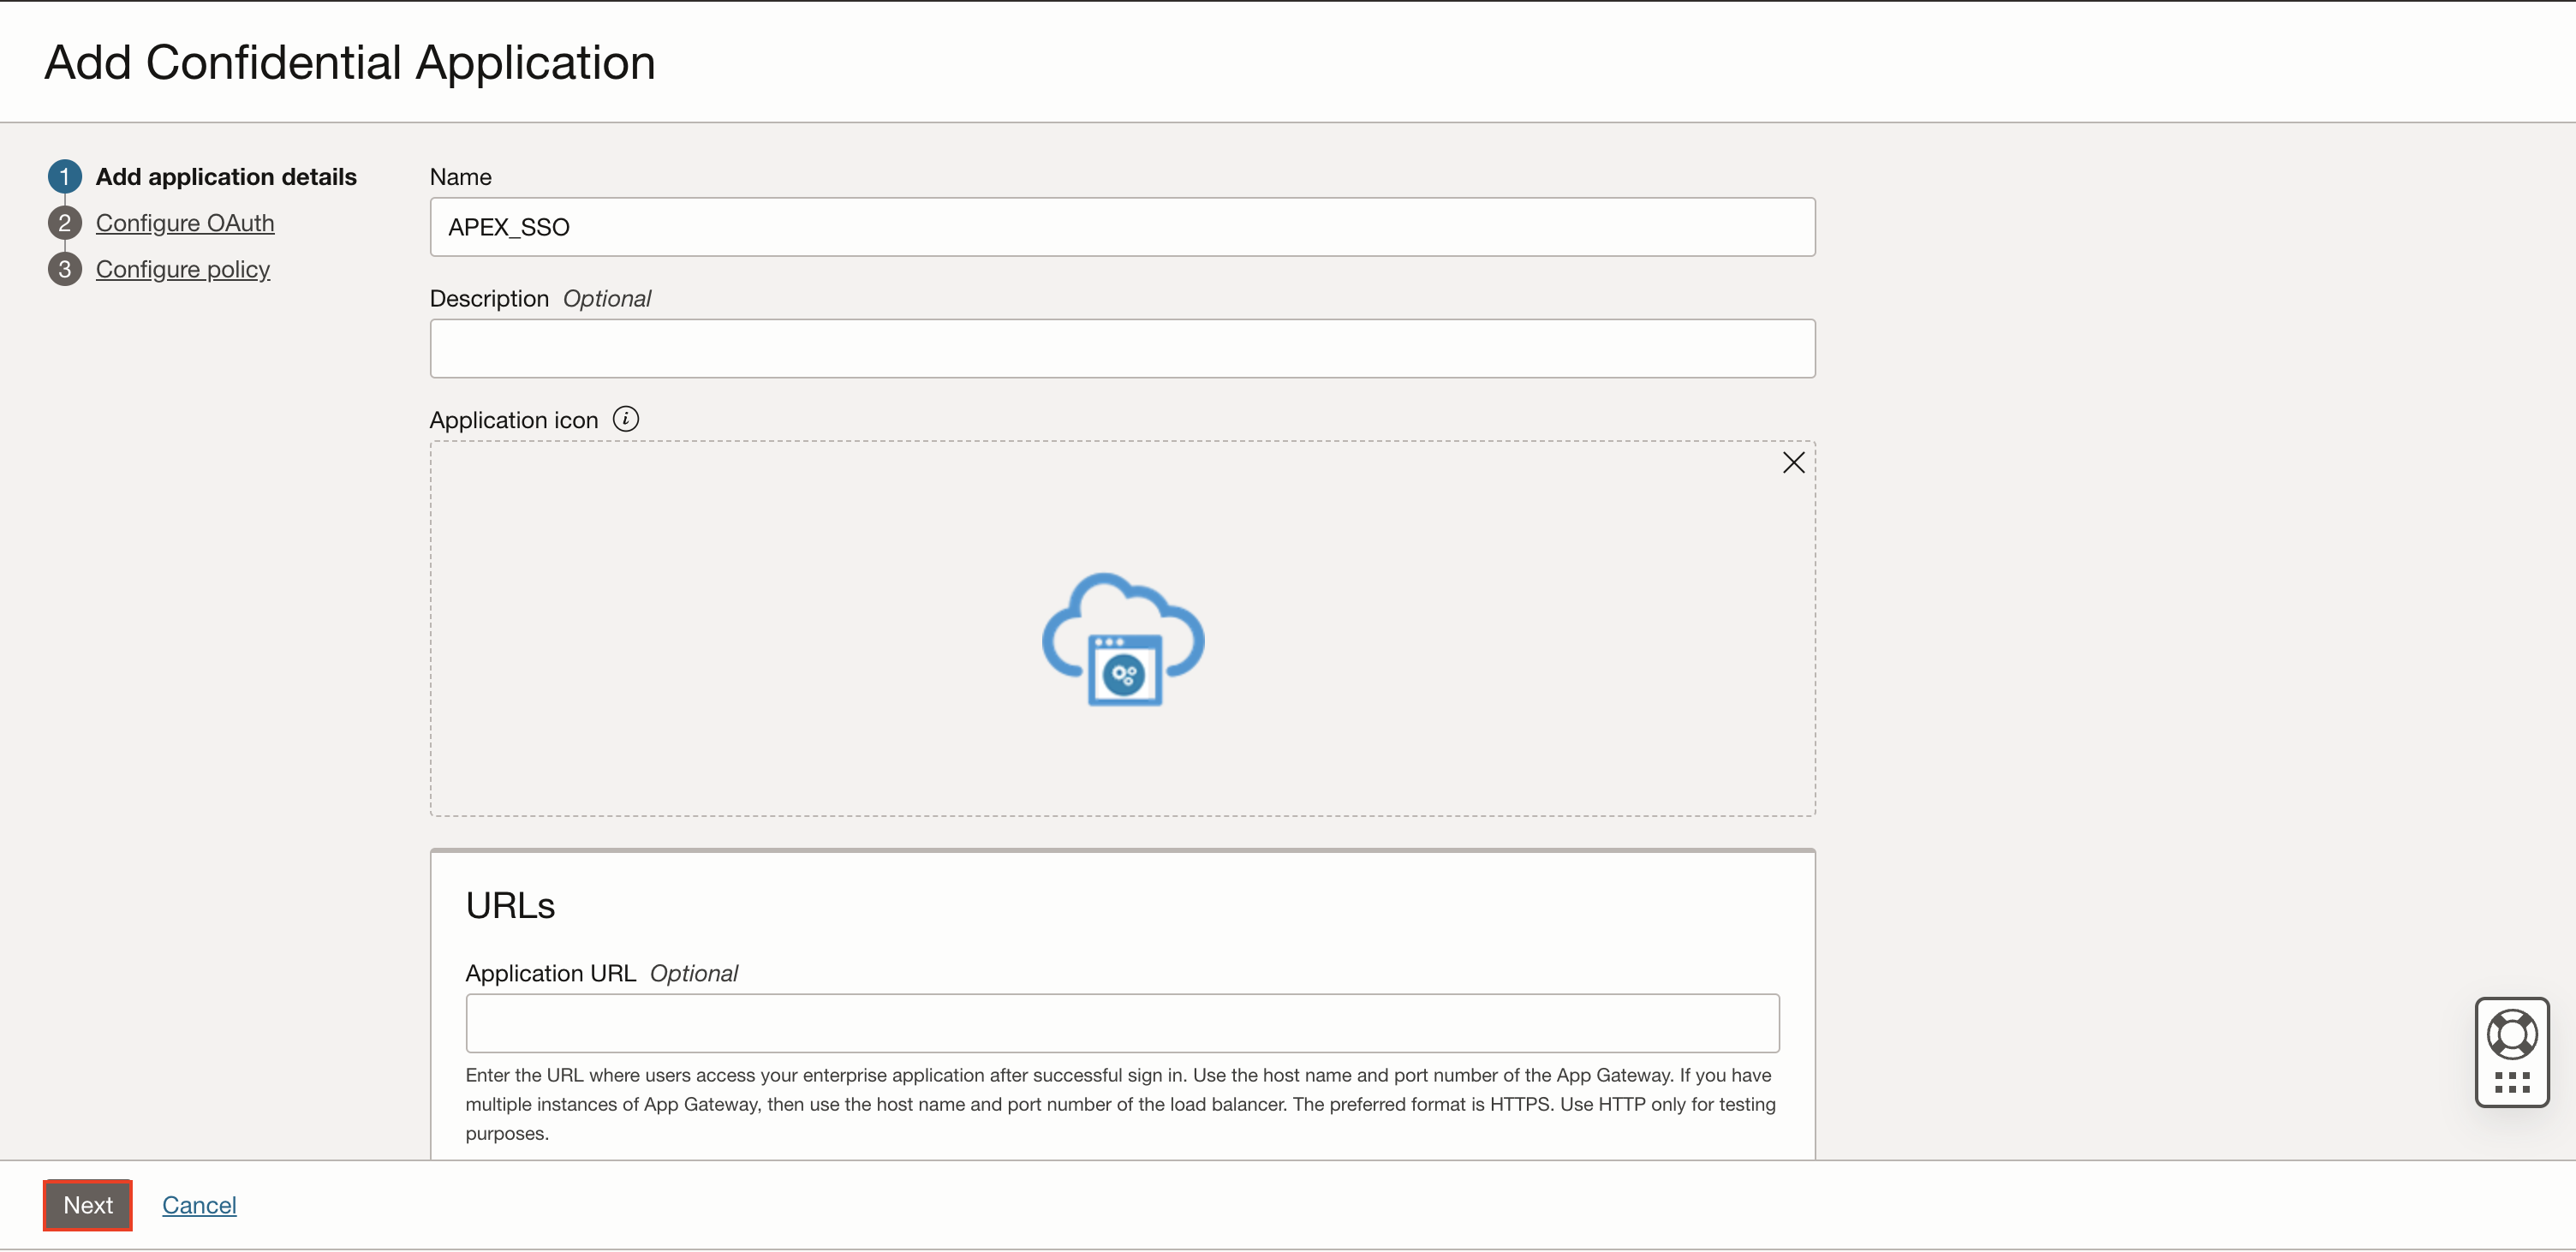 Add Confidential Application
1 Add application details
2 Configure OAuth
3 Configure policy
Name
APEX_SSO
Description Optional
Application icon i
URLs
Application URL Optional
Enter the URL where users access your enterprise application after successful sign in. Use the host name and port number of the App Gateway. If you have
multiple instances of App Gateway, then use the host name and port number of the load balancer. The preferred format is HTTPS. Use HTTP only for testing
purposes.
Next Cancel